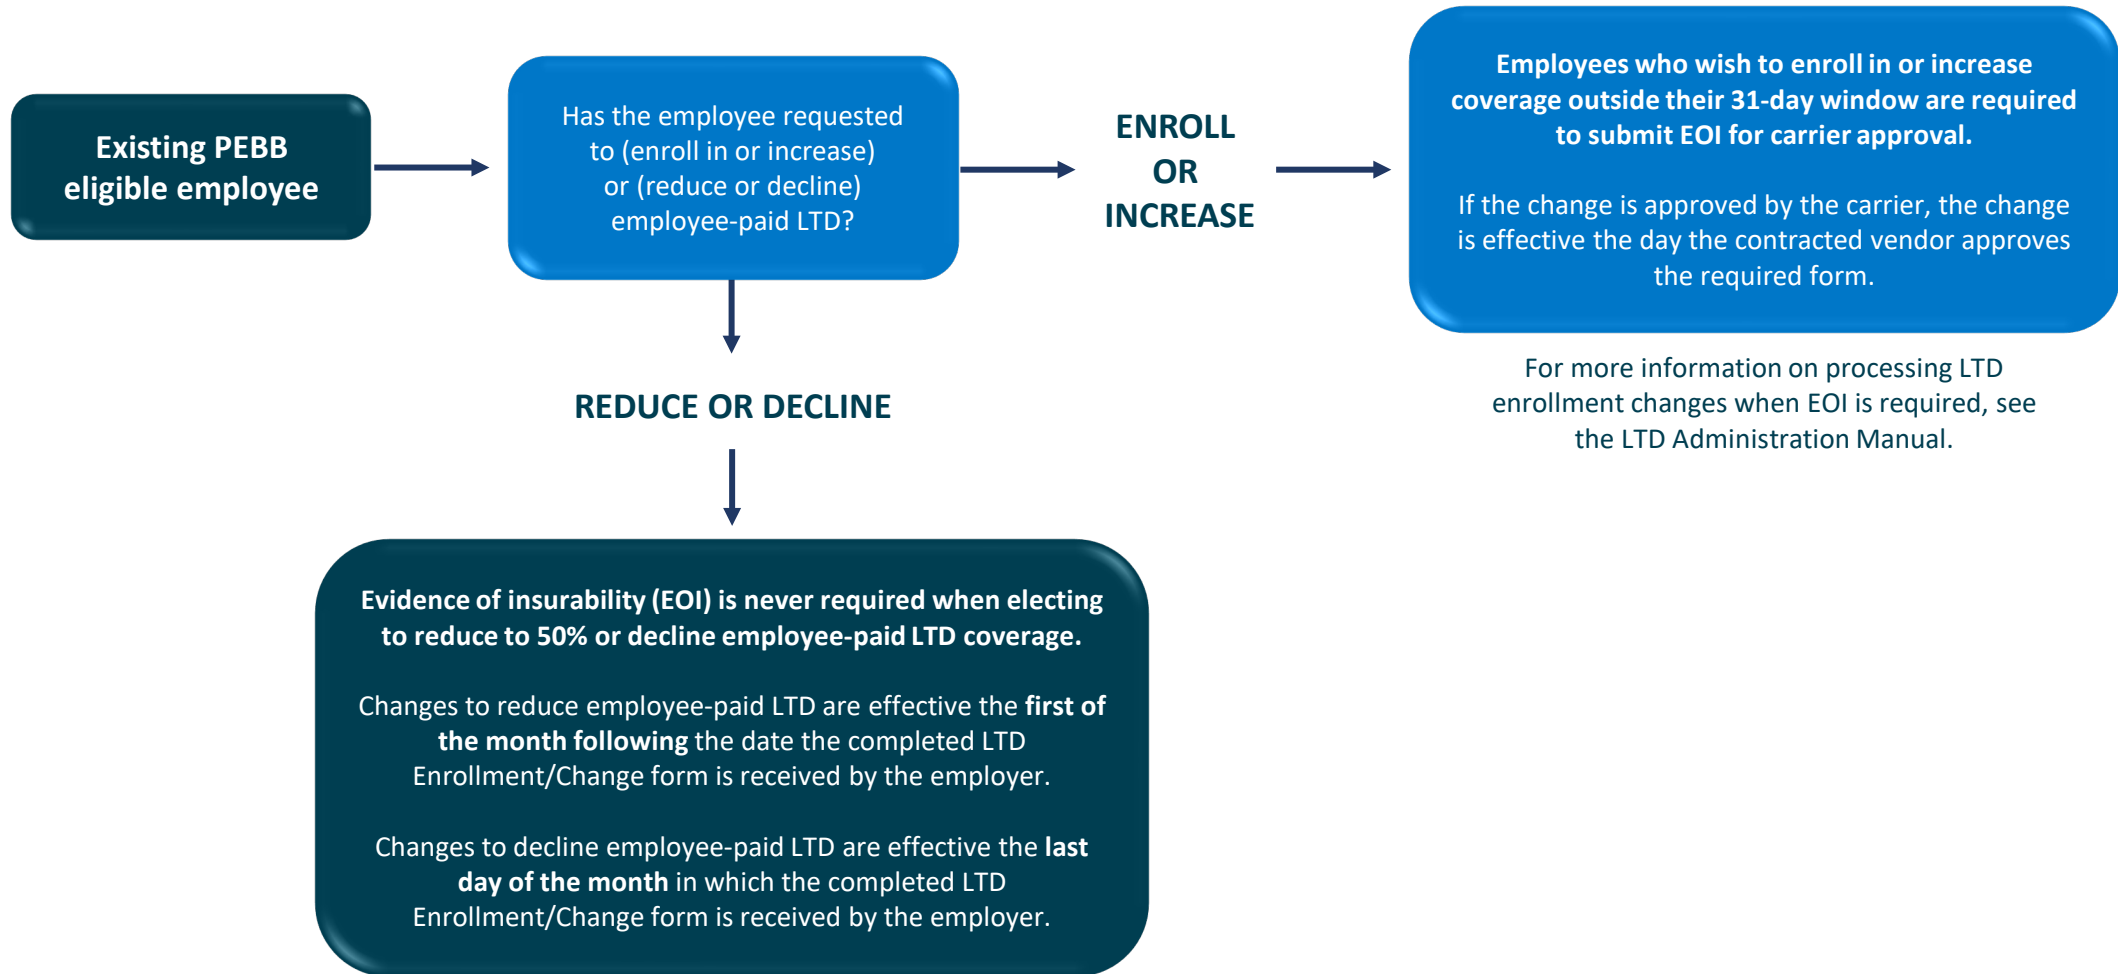 Existing PEBB
eligible employee
Has the employee requested
to (enroll in or increase)
or (reduce or decline)
employee-paid LTD?
ENROLL
OR
INCREASE
Employees who wish to enroll in or increase
coverage outside their 31-day window are required
to submit EOI for carrier approval.
If the change is approved by the carrier, the change
is effective the day the contracted vendor approves
the required form.
For more information on processing LTD
enrollment changes when EOI is required, see
the LTD Administration Manual.
REDUCE OR DECLINE
Evidence of insurability (EOI) is never required when electing
to reduce to 50% or decline employee-paid LTD coverage.
Changes to reduce employee-paid LTD are effective the first of
the month following the date the completed LTD
Enrollment/Change form is received by the employer.
Changes to decline employee-paid LTD are effective the last
day of the month in which the completed LTD
Enrollment/Change form is received by the employer.